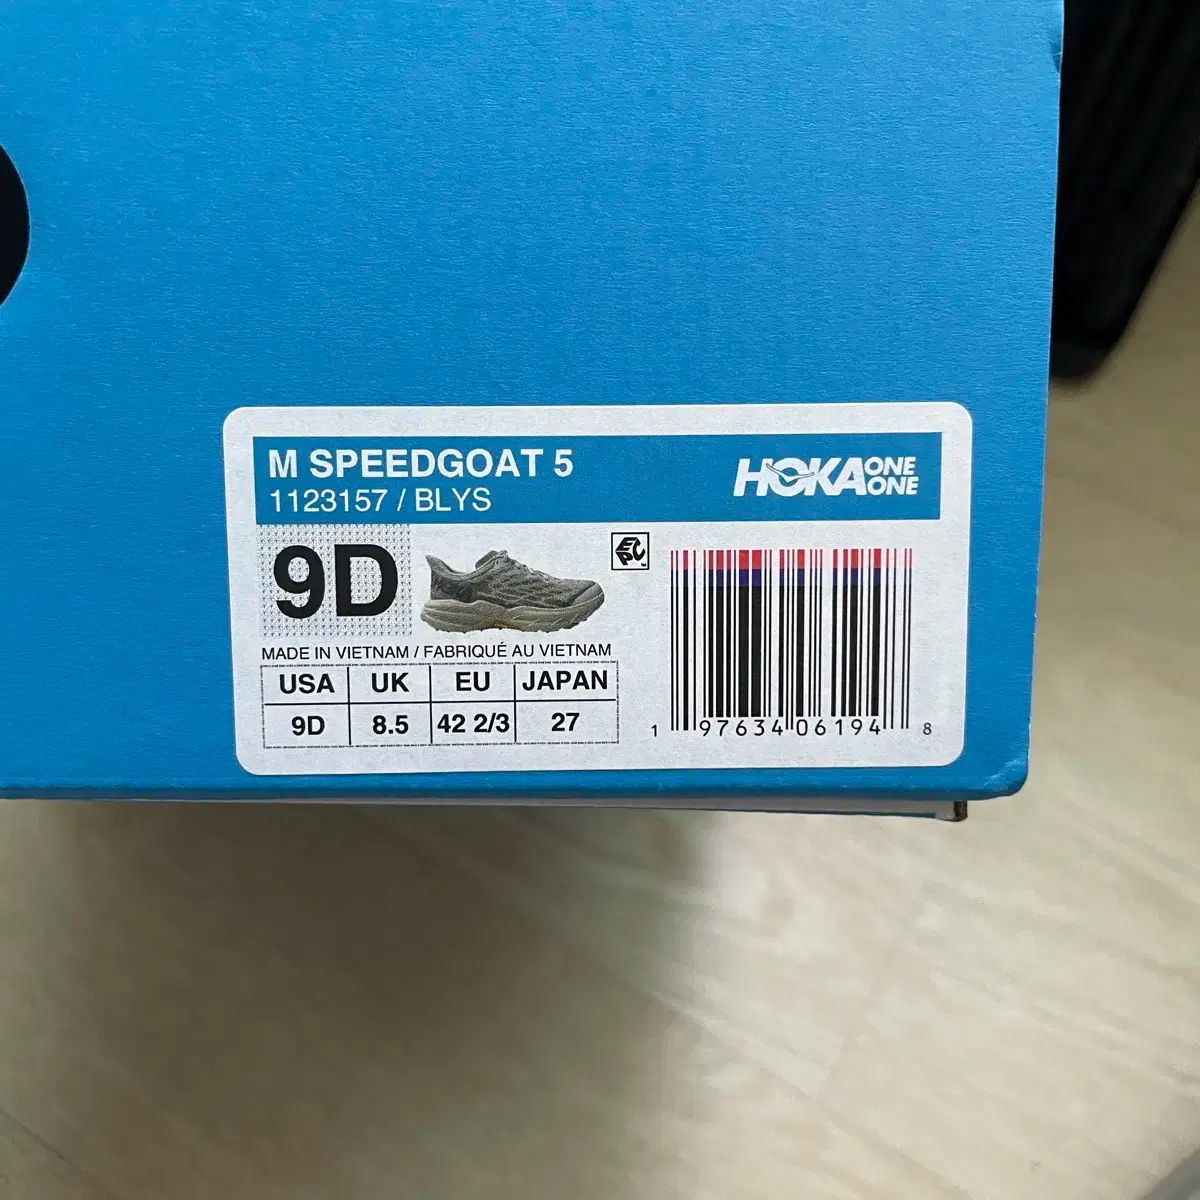 M SPEEDGOAT 5
1123157 / BLYS
HOKA ONE ONE
9D
EPC
MADE IN VIETNAM / FABRIQUÉ AU VIETNAM
USA UK EU JAPAN
9D 8.5 42 2/3 27
1 97634 06194 8